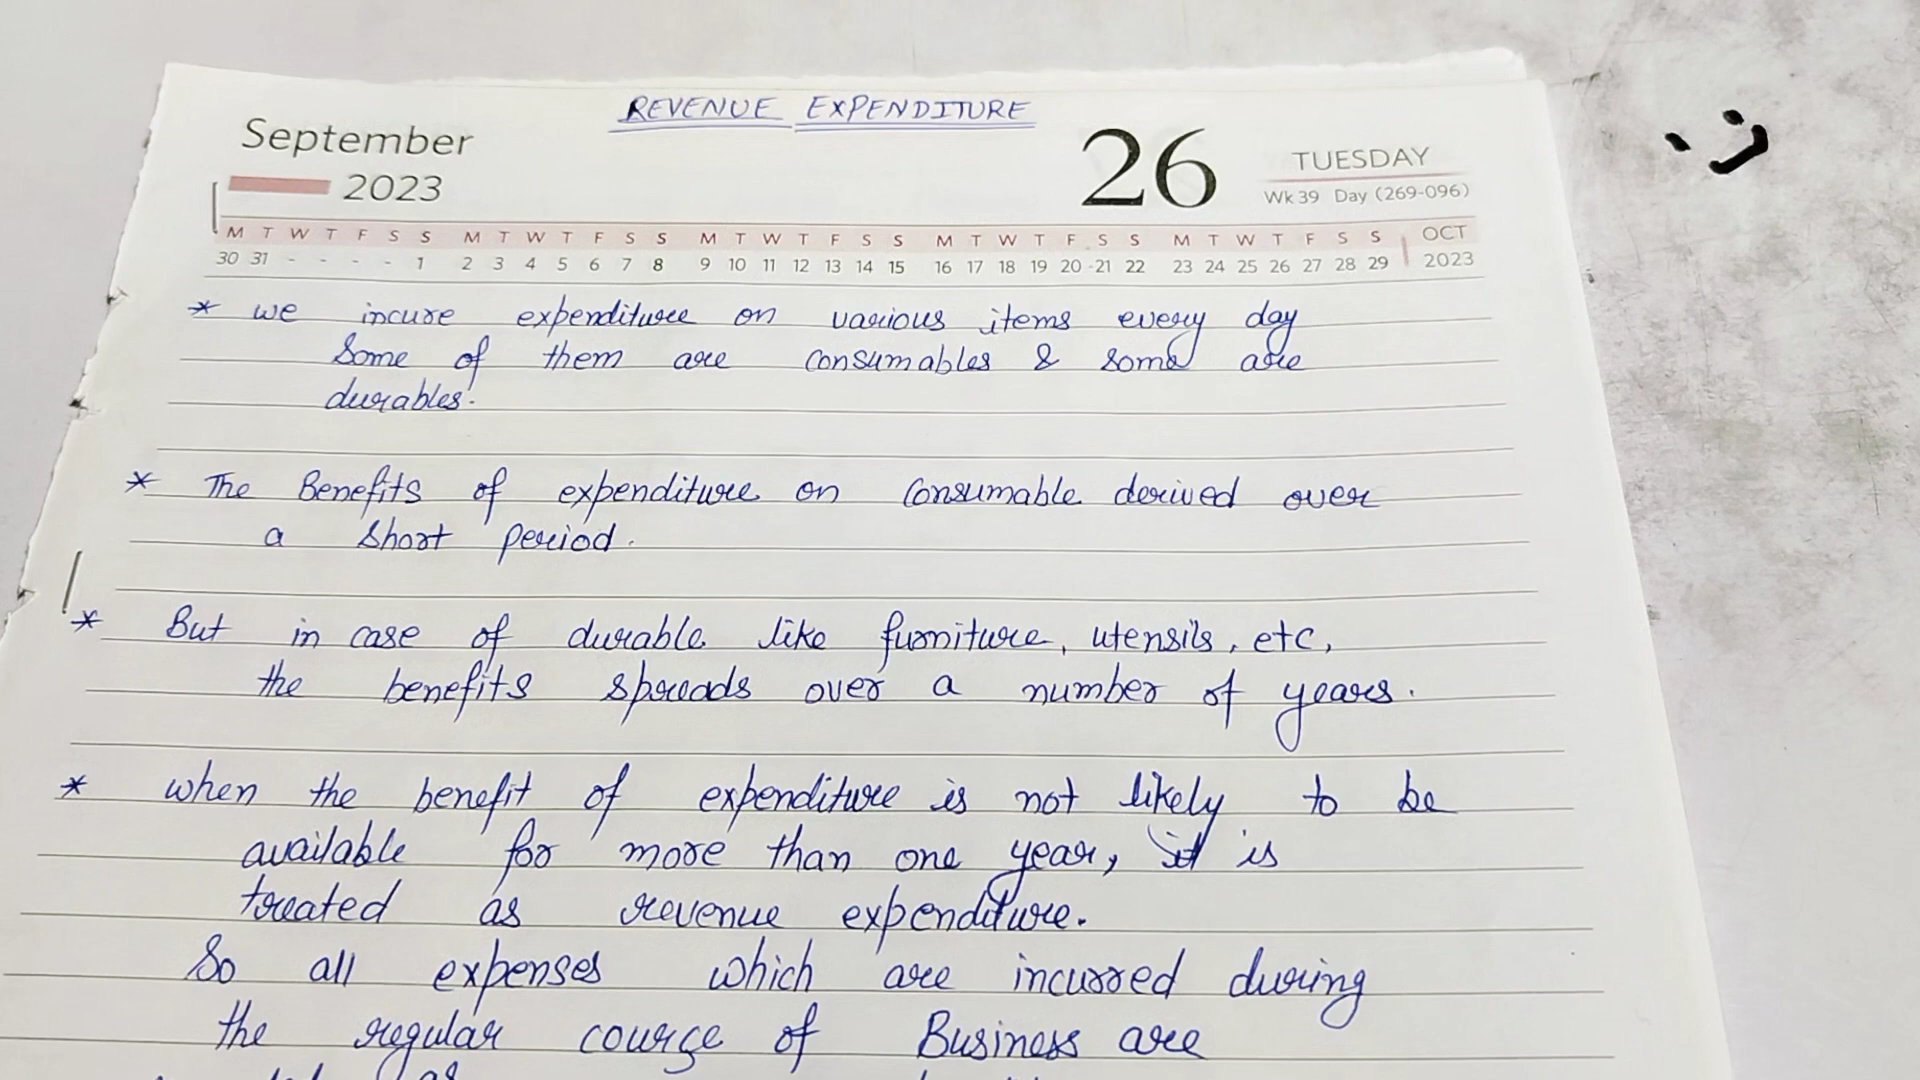 REVENUE EXPENDITURE
September
2023
26
TUESDAY
Wk 39 Day (269-096)
M T W T F S S M T W T F S S M T W T F S S M T W T F S S M T W T F S S OCT
30 31 - - - - 1 2 3 4 5 6 7 8 9 10 11 12 13 14 15 16 17 18 19 20 21 22 23 24 25 26 27 28 29 2023
* we incure expenditure on various items every day
Some of them are consumables & some are
durables.
* The Benefits of expenditure on Consumable derived over
a short period.
* But in case of durable like furniture, utensils, etc,
the benefits spreads over a number of years.
* when the benefit of expenditure is not likely to be
available for more than one year, it is
treated as revenue expenditure.
So all expenses which are incurred during
the regular course of Business are
as